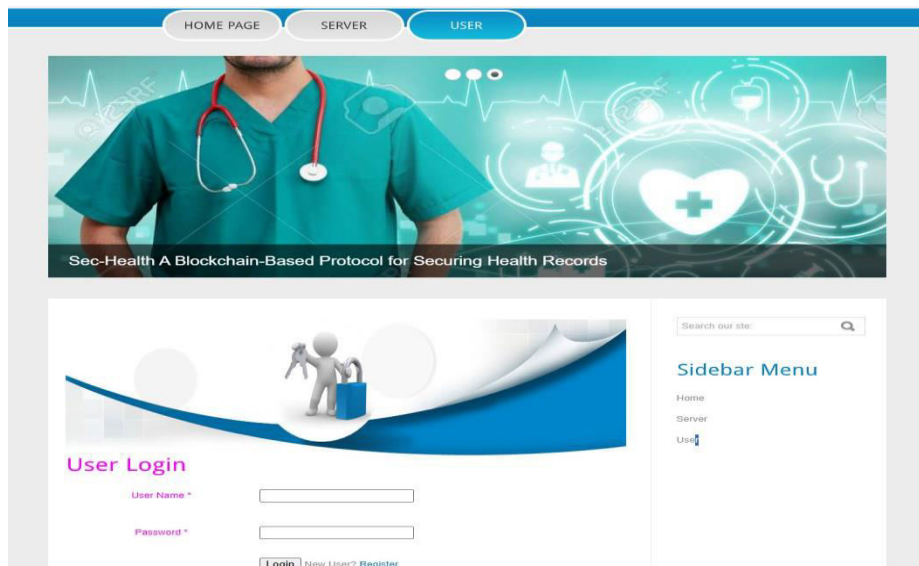 HOME PAGE
SERVER
USER
Sec-Health A Blockchain-Based Protocol for Securing Health Records
Search our ste:
Sidebar Menu
Home
Server
User
User Login
User Name *
Password *
Login New User? Register